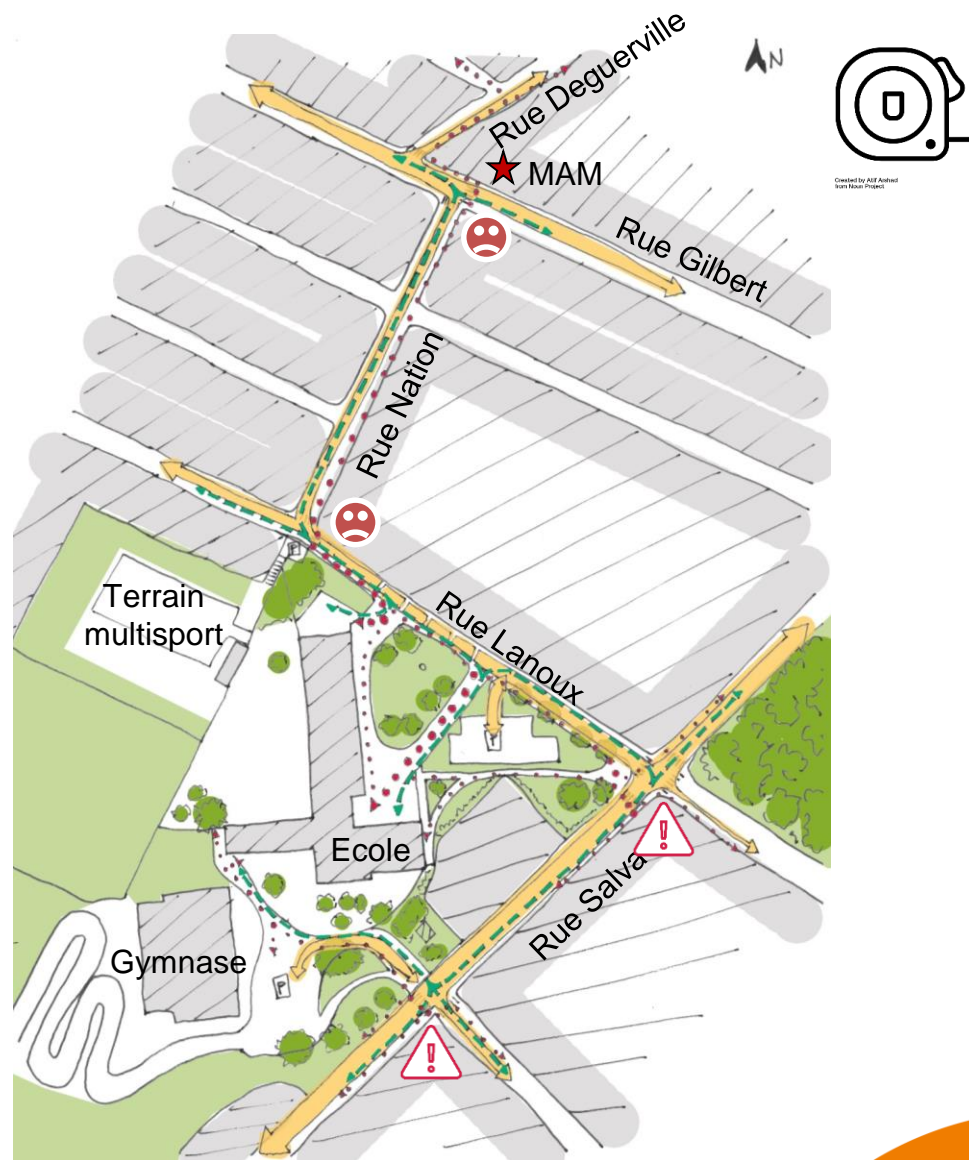 Rue Deguerville
N
MAM
Created by Atif Arshad
from Noun Project
Rue Gilbert
Rue Nation
Terrain
multisport
Rue Lanoux
Ecole
Rue Salva
Gymnase
P